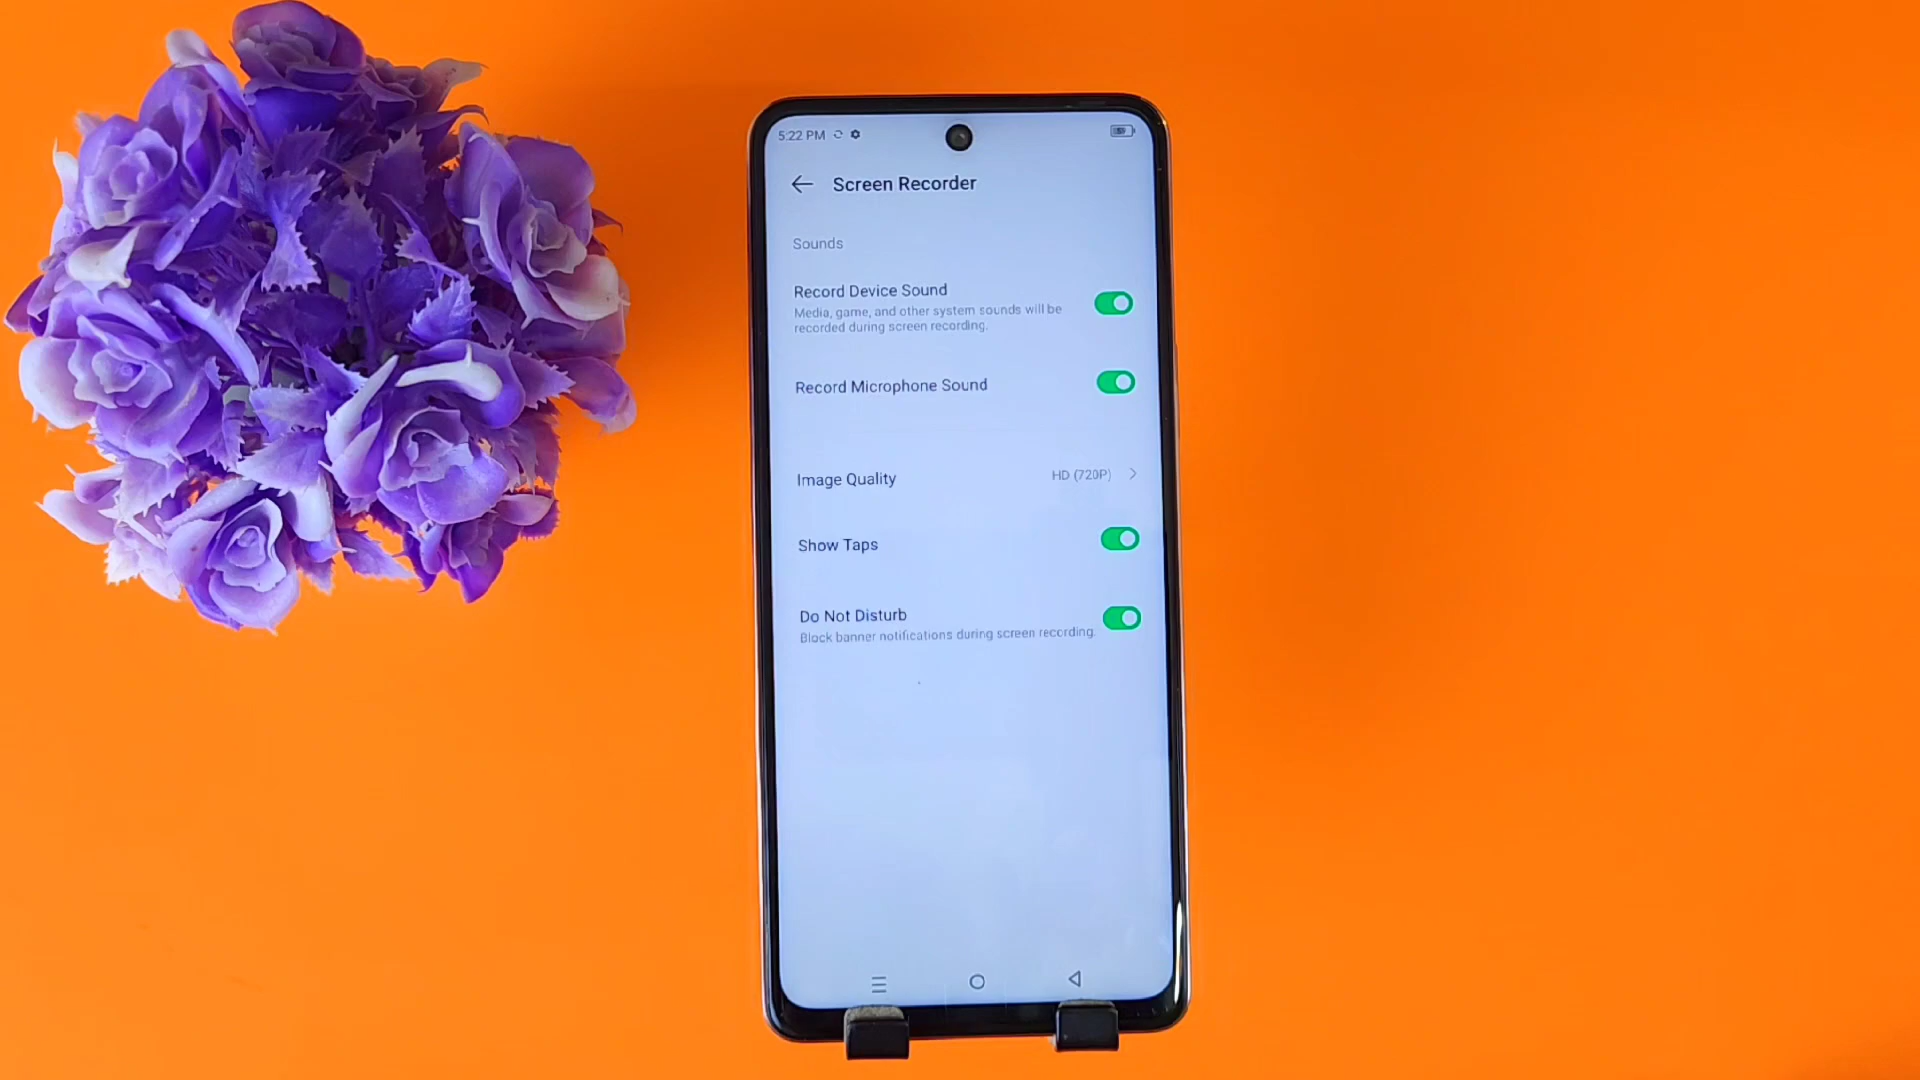 5:22 PM
Screen Recorder
Sounds
Record Device Sound
Media, game, and other system sounds will be
recorded during screen recording.
Record Microphone Sound
Image Quality HD (720P)
Show Taps
Do Not Disturb
Block banner notifications during screen recording.